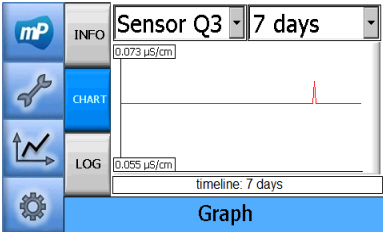 mP
INFO
Sensor Q3
7 days
0.073 µS/cm
CHART
LOG
0.055 µS/cm
timeline: 7 days
Graph